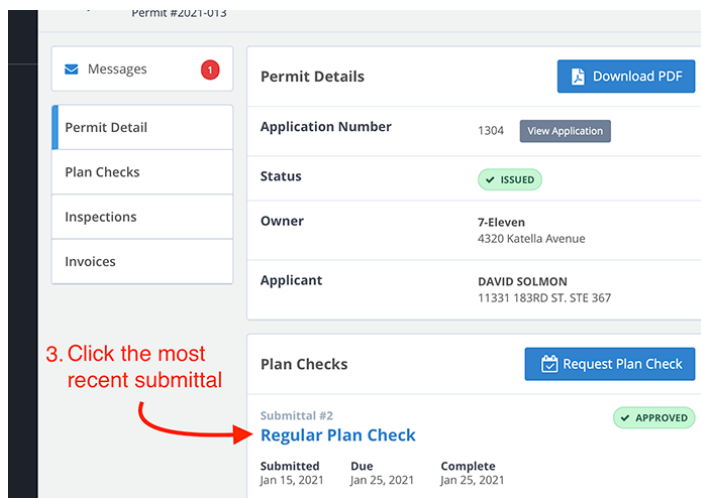 Permit #2021-013
Messages 1
Permit Detail
Plan Checks
Inspections
Invoices
Permit Details Download PDF
Application Number 1304 View Application
Status ISSUED
Owner 7-Eleven
4320 Katella Avenue
Applicant DAVID SOLMON
11331 183RD ST. STE 367
3. Click the most
recent submittal
Plan Checks Request Plan Check
Submittal #2 APPROVED
Regular Plan Check
Submitted Due Complete
Jan 15, 2021 Jan 25, 2021 Jan 25, 2021